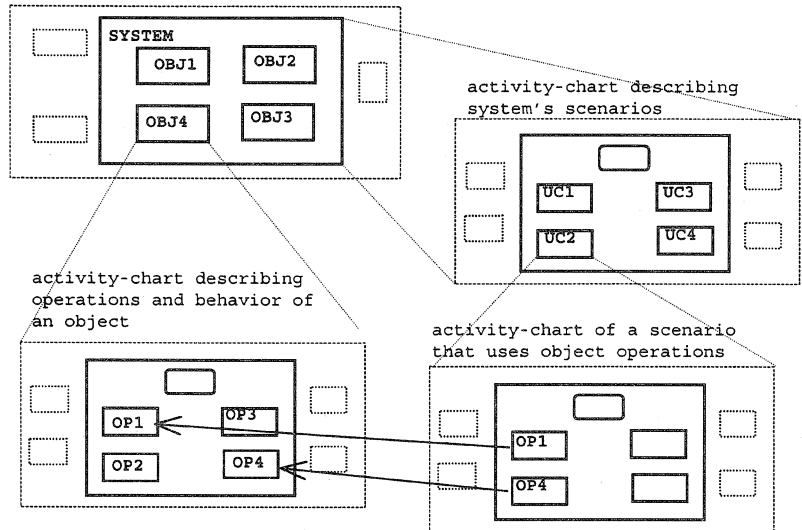 SYSTEM
OBJ1
OBJ2
OBJ4
OBJ3
activity-chart describing
system's scenarios
UC1
UC3
UC2
UC4
activity-chart describing
operations and behavior of
an object
OP1
OP3
OP2
OP4
activity-chart of a scenario
that uses object operations
OP1
OP4